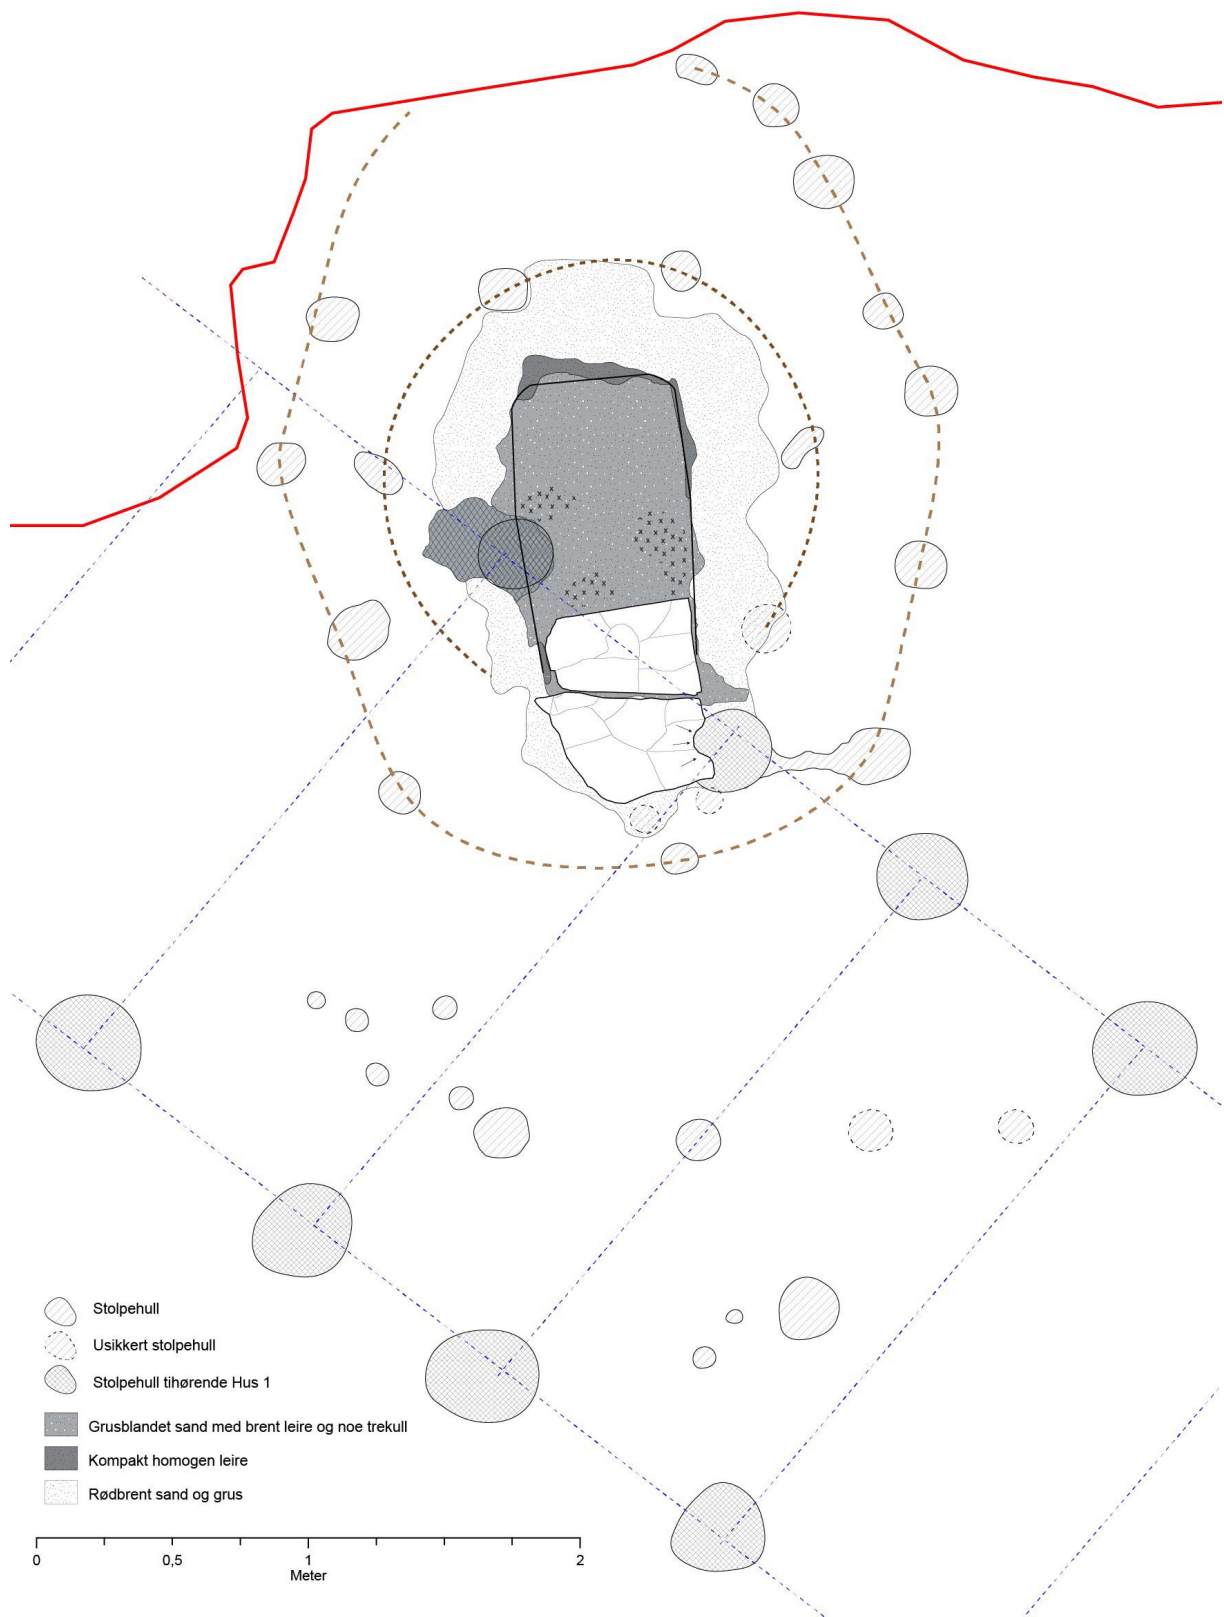 Stolpehull
Usikkert stolpehull
Stolpehull tihørende Hus 1
Grusblandet sand med brent leire og noe trekull
Kompakt homogen leire
Rødbrent sand og grus
0 0,5 1 2
Meter